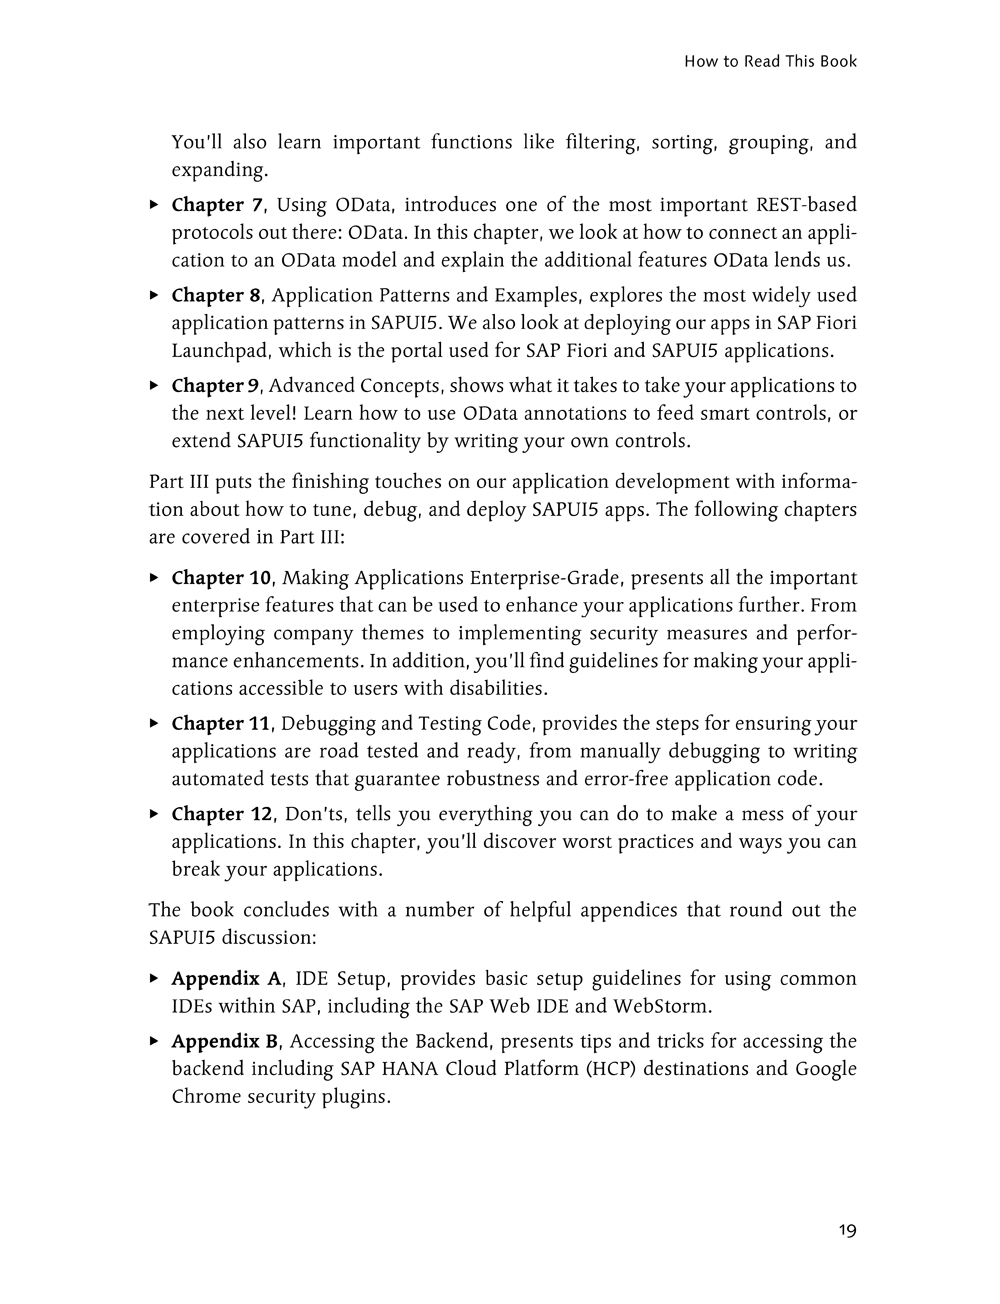 How to Read This Book
You'll also learn important functions like filtering, sorting, grouping, and
expanding.
▸ Chapter 7, Using OData, introduces one of the most important REST-based
protocols out there: OData. In this chapter, we look at how to connect an appli-
cation to an OData model and explain the additional features OData lends us.
▸ Chapter 8, Application Patterns and Examples, explores the most widely used
application patterns in SAPUI5. We also look at deploying our apps in SAP Fiori
Launchpad, which is the portal used for SAP Fiori and SAPUI5 applications.
▸ Chapter 9, Advanced Concepts, shows what it takes to take your applications to
the next level! Learn how to use OData annotations to feed smart controls, or
extend SAPUI5 functionality by writing your own controls.
Part III puts the finishing touches on our application development with informa-
tion about how to tune, debug, and deploy SAPUI5 apps. The following chapters
are covered in Part III:
▸ Chapter 10, Making Applications Enterprise-Grade, presents all the important
enterprise features that can be used to enhance your applications further. From
employing company themes to implementing security measures and perfor-
mance enhancements. In addition, you'll find guidelines for making your appli-
cations accessible to users with disabilities.
▸ Chapter 11, Debugging and Testing Code, provides the steps for ensuring your
applications are road tested and ready, from manually debugging to writing
automated tests that guarantee robustness and error-free application code.
▸ Chapter 12, Don'ts, tells you everything you can do to make a mess of your
applications. In this chapter, you'll discover worst practices and ways you can
break your applications.
The book concludes with a number of helpful appendices that round out the
SAPUI5 discussion:
▸ Appendix A, IDE Setup, provides basic setup guidelines for using common
IDEs within SAP, including the SAP Web IDE and WebStorm.
▸ Appendix B, Accessing the Backend, presents tips and tricks for accessing the
backend including SAP HANA Cloud Platform (HCP) destinations and Google
Chrome security plugins.
19